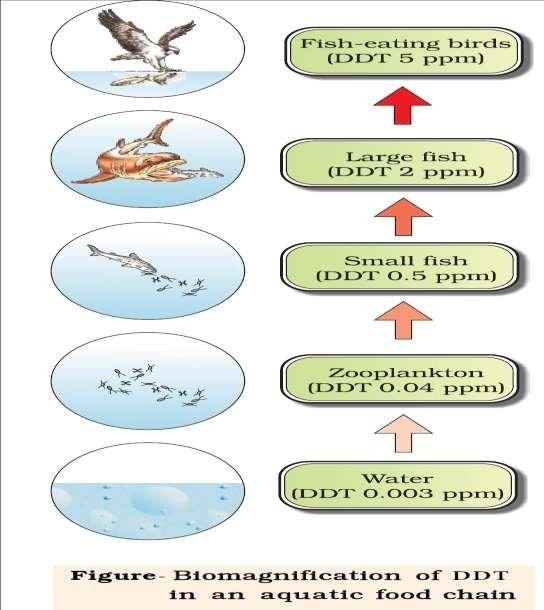 Fish-eating birds
(DDT 5 ppm)
Large fish
(DDT 2 ppm)
Small fish
(DDT 0.5 ppm)
Zooplankton
(DDT 0.04 ppm)
Water
(DDT 0.003 ppm)
Figure- Biomagnification of DDT
in an aquatic food chain